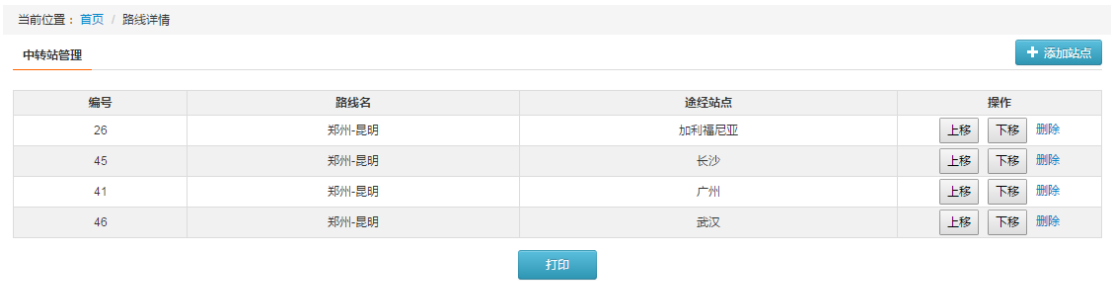 当前位置： 首页 / 路线详情
中转站管理 添加站点
编号 路线名 途经站点 操作
26 郑州-昆明 加利福尼亚 上移 下移 删除
45 郑州-昆明 长沙 上移 下移 删除
41 郑州-昆明 广州 上移 下移 删除
46 郑州-昆明 武汉 上移 下移 删除
打印